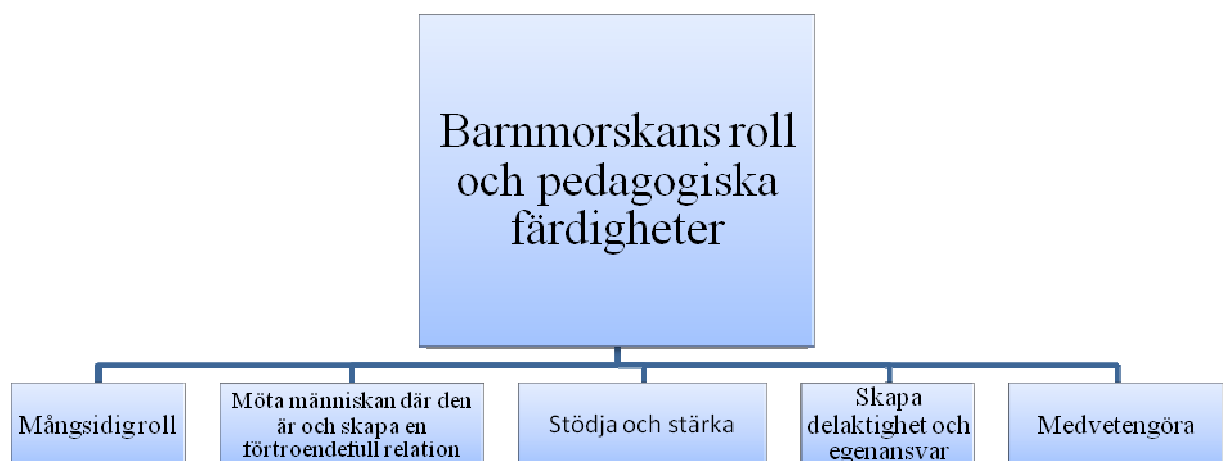 Barnmorskans roll
och pedagogiska
färdigheter
Mångsidigroll
Möta människan där den
är och skapa en
förtroendefull relation
Stödja och stärka
Skapa
delaktighet och
egenansvar
Medvetengöra